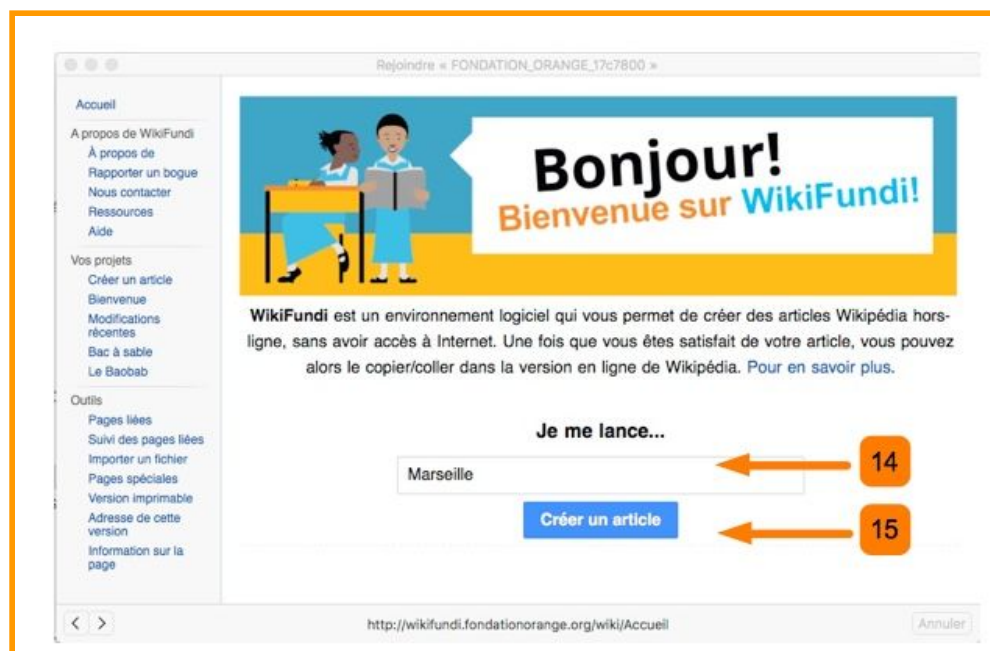 Rejoindre « FONDATION_ORANGE_17c7800 »
Accueil
A propos de WikiFundi
À propos de
Rapporter un bogue
Nous contacter
Ressources
Aide
Vos projets
Créer un article
Bienvenue
Modifications
récentes
Bac à sable
Le Baobab
Outils
Pages liées
Suivi des pages liées
Importer un fichier
Pages spéciales
Version imprimable
Adresse de cette
version
Information sur la
page
Bonjour!
Bienvenue sur WikiFundi!
WikiFundi est un environnement logiciel qui vous permet de créer des articles Wikipédia hors-
ligne, sans avoir accès à Internet. Une fois que vous êtes satisfait de votre article, vous pouvez
alors le copier/coller dans la version en ligne de Wikipédia. Pour en savoir plus.
Je me lance...
Marseille
14
Créer un article
15
http://wikifundi.fondationorange.org/wiki/Accueil
Annuler